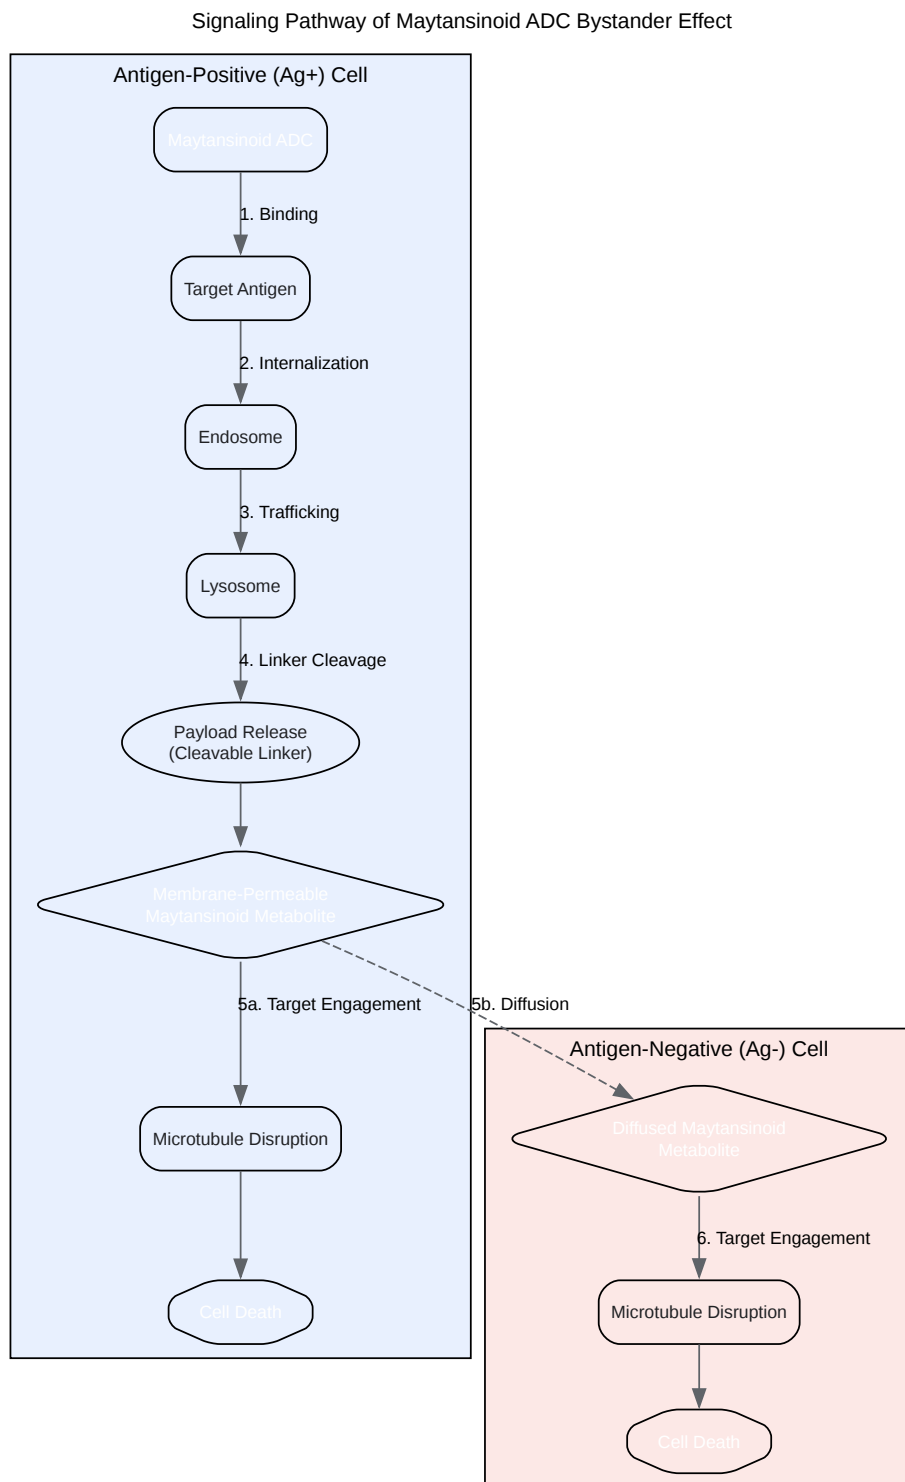 Signaling Pathway of Maytansinoid ADC Bystander Effect
Antigen-Positive (Ag+) Cell
Maytansinoid ADC
1. Binding
Target Antigen
2. Internalization
Endosome
3. Trafficking
Lysosome
4. Linker Cleavage
Payload Release
(Cleavable Linker)
Membrane-Permeable
Maytansinoid Metabolite
5a. Target Engagement
5b. Diffusion
Microtubule Disruption
Cell Death
Antigen-Negative (Ag-) Cell
Diffused Maytansinoid
Metabolite
6. Target Engagement
Microtubule Disruption
Cell Death